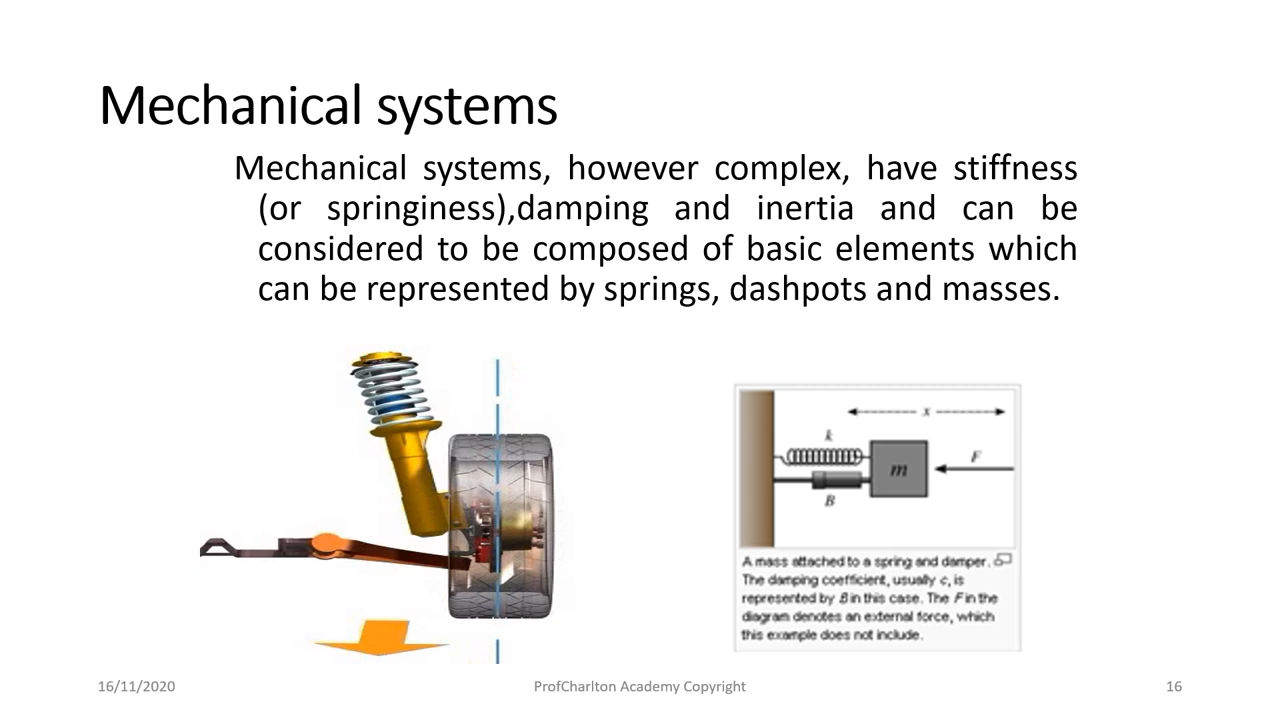 Mechanical systems
Mechanical systems, however complex, have stiffness
(or springiness),damping and inertia and can be
considered to be composed of basic elements which
can be represented by springs, dashpots and masses.
x
k
m
F
B
A mass attached to a spring and damper.
The damping coefficient, usually c, is
represented by B in this case. The F in the
diagram denotes an external force, which
this example does not include.
16/11/2020
ProfCharlton Academy Copyright
16